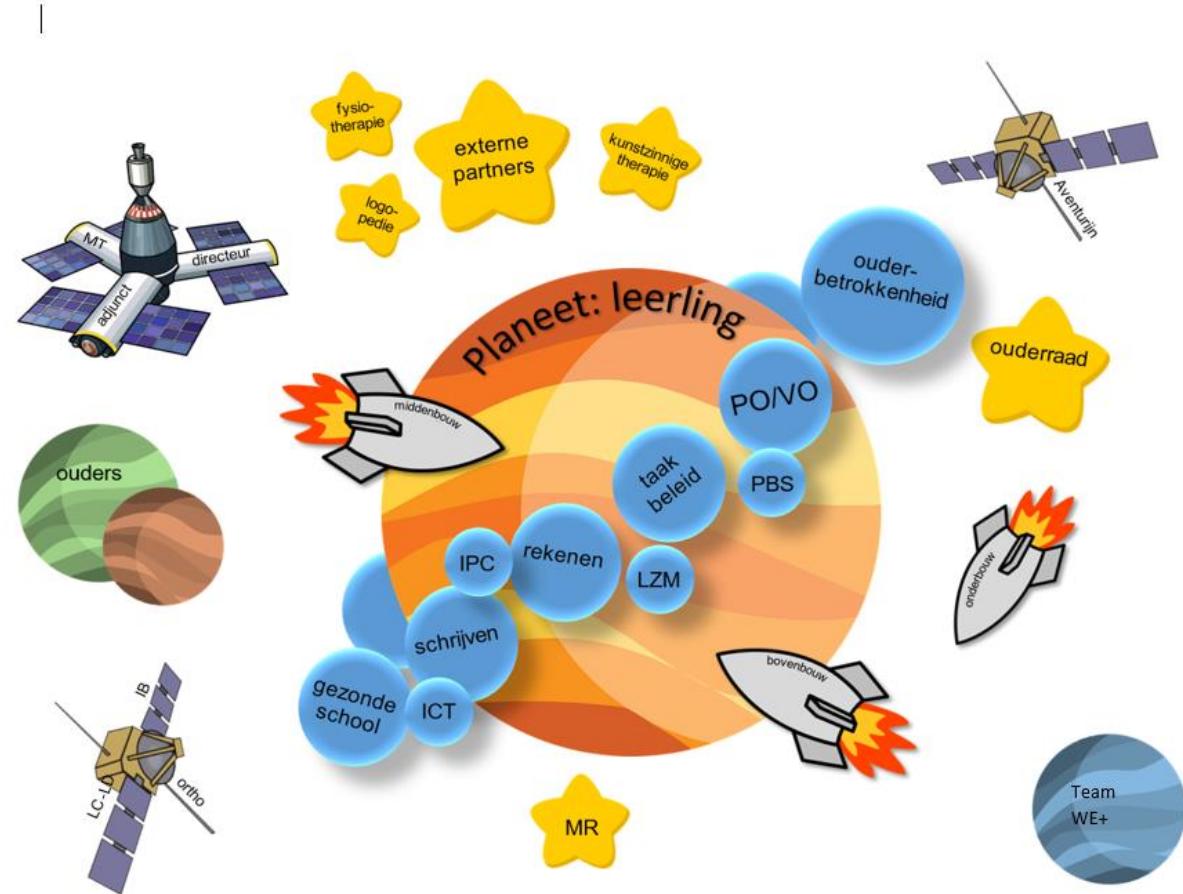 fysio-
therapie
externe
partners
kunstzinnige
therapie
logo-
pedie
Aventurijn
MT
directeur
adjunct
ouder-
betrokkenheid
Planeet: leerling
ouderraad
PO/VO
middenbouw
taak
beleid
PBS
ouders
IPC
rekenen
LZM
onderbouw
schrijven
bovenbouw
gezonde
school
ICT
IB
LC-LD
ortho
Team
WE+
MR